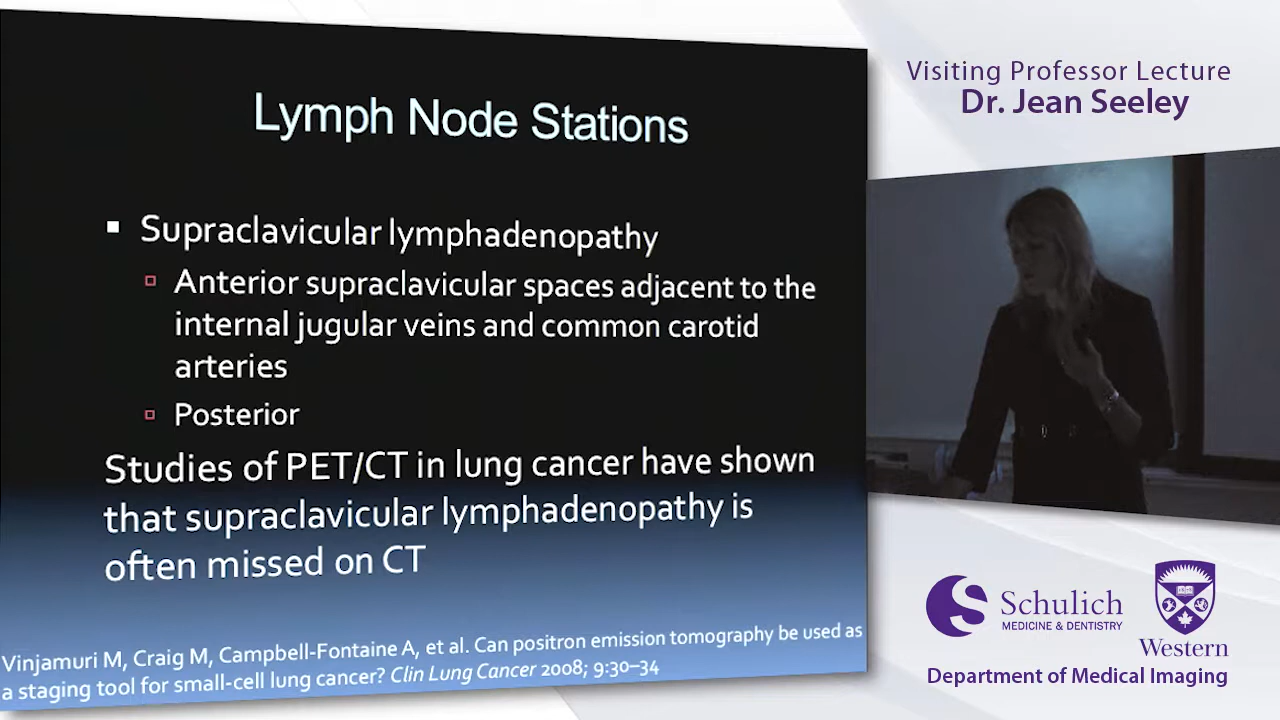 Lymph Node Stations
Supraclavicular lymphadenopathy
Anterior supraclavicular spaces adjacent to the
internal jugular veins and common carotid
arteries
Posterior
Studies of PET/CT in lung cancer have shown
that supraclavicular lymphadenopathy is
often missed on CT
Vinjamuri M, Craig M, Campbell-Fontaine A, et al. Can positron emission tomography be used as
a staging tool for small-cell lung cancer? Clin Lung Cancer 2008; 9:30–34
Visiting Professor Lecture
Dr. Jean Seeley
Schulich
MEDICINE & DENTISTRY
Western
Department of Medical Imaging